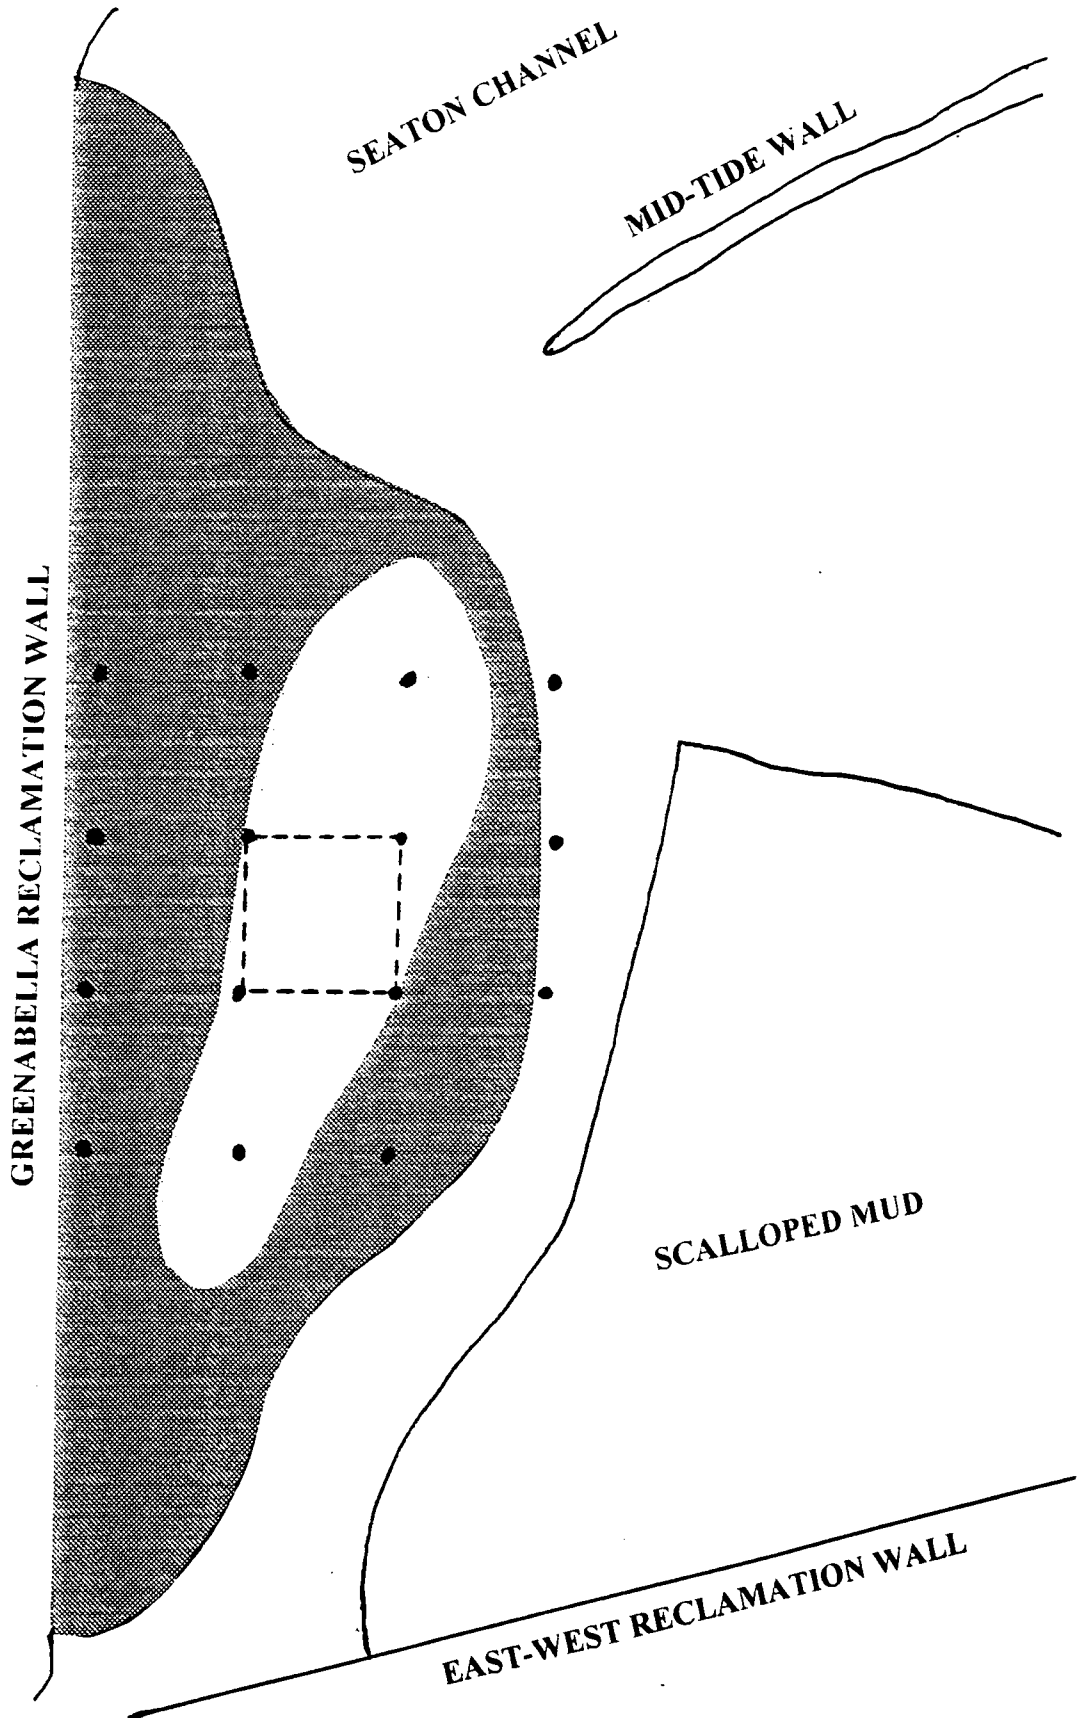 SEATON CHANNEL
MID-TIDE WALL
GREENABELLA RECLAMATION WALL
SCALLOPED MUD
EAST-WEST RECLAMATION WALL